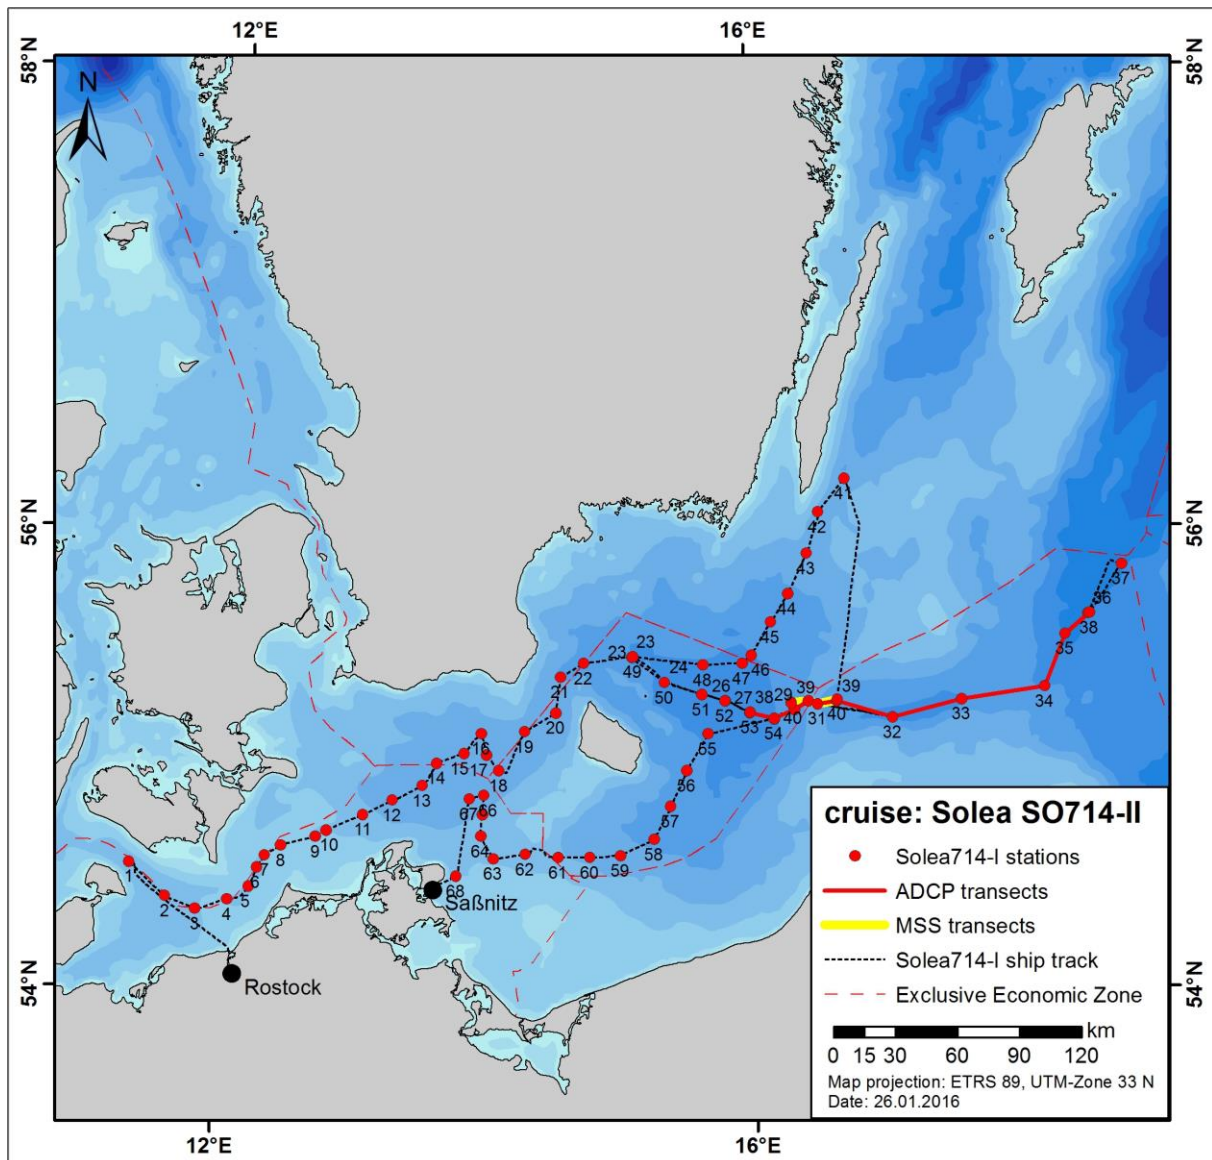 12°E
16°E
58°N
58°N
N
41
42
56°N
56°N
43
37
44
36
38
45
35
23
23
24
46
49
48
47
22
21
50
26
39
39
51
27
38
29
34
52
33
20
53
40
31
40
54
32
19
16
55
15
17
14
18
56
13
67
66
12
57
11
10
9
8
64
58
7
63
62
61
60
59
1
6
68
5
Saßnitz
2
4
3
54°N
54°N
Rostock
cruise: Solea SO714-II
Solea714-I stations
ADCP transects
MSS transects
Solea714-I ship track
Exclusive Economic Zone
km
0 15 30 60 90 120
Map projection: ETRS 89, UTM-Zone 33 N
Date: 26.01.2016
12°E
16°E